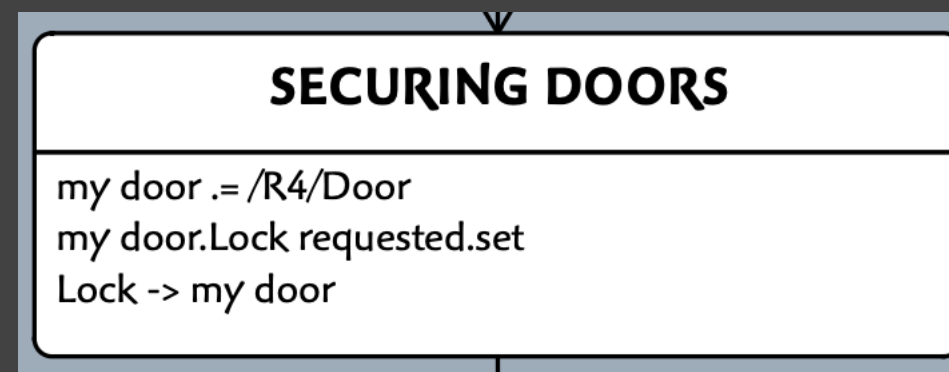 SECURING DOORS
my door .= /R4/Door
my door.Lock requested.set
Lock -> my door